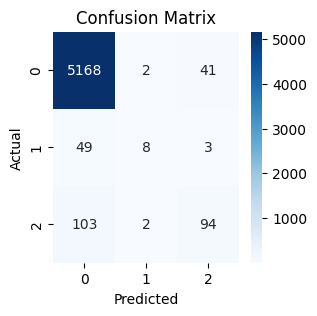 Confusion Matrix
0 5168 2 41
1 49 8 3
2 103 2 94
0 1 2
Actual
Predicted
5000
4000
3000
2000
1000